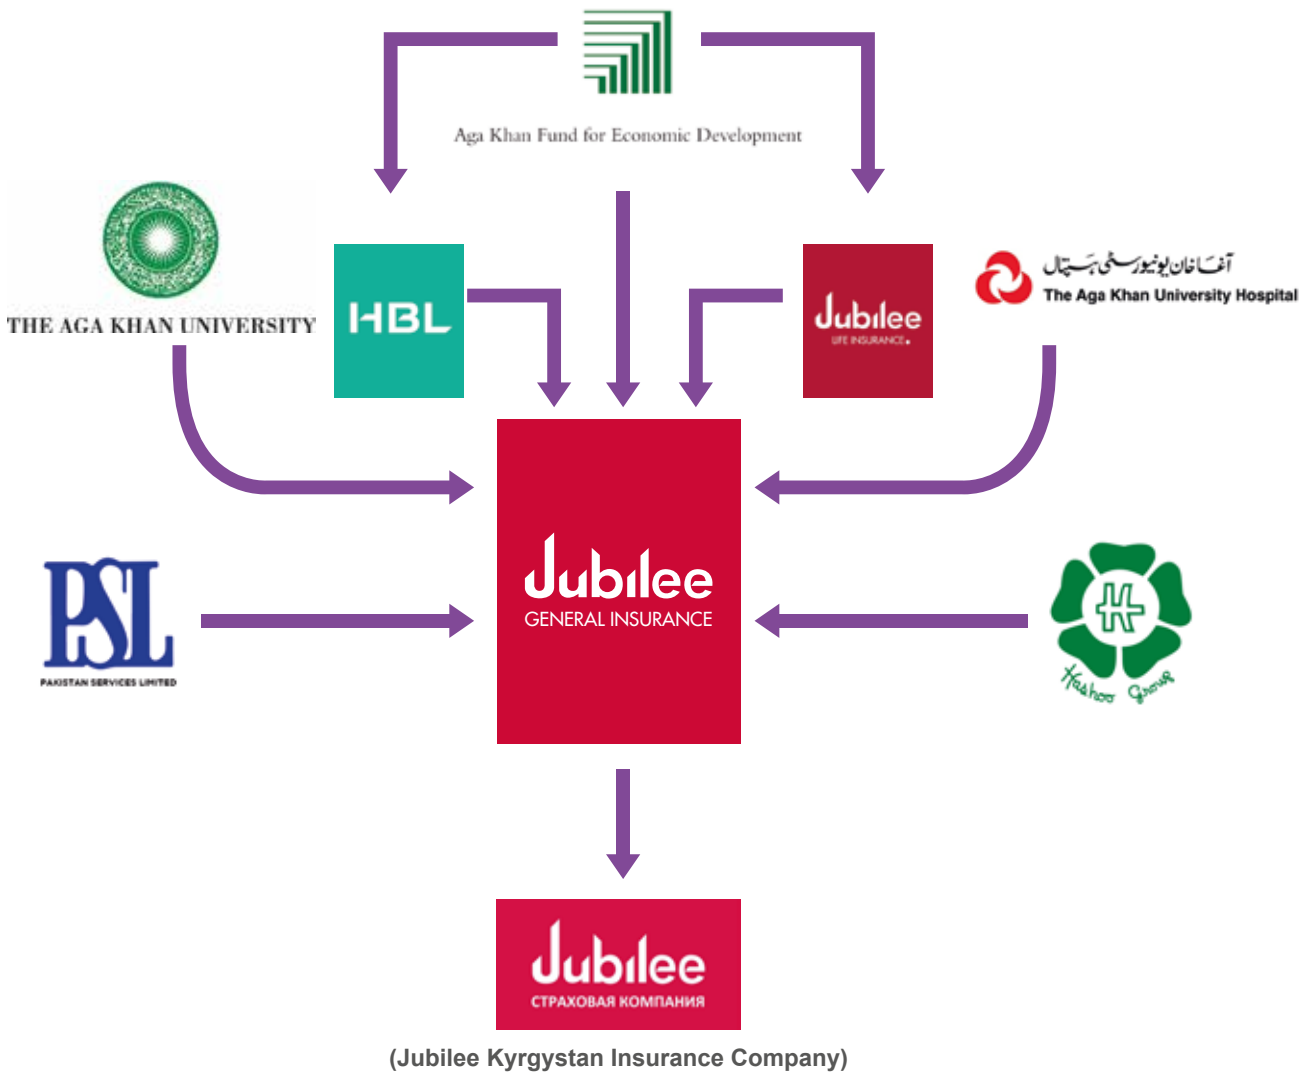 Aga Khan Fund for Economic Development
THE AGA KHAN UNIVERSITY
HBL
Jubilee
LIFE INSURANCE.
آغا خان یونیورسٹی ہسپتال
The Aga Khan University Hospital
Jubilee
GENERAL INSURANCE
PSL
PAKISTAN SERVICES LIMITED
H
Hashoo Group
Jubilee
СТРАХОВАЯ КОМПАНИЯ
(Jubilee Kyrgystan Insurance Company)